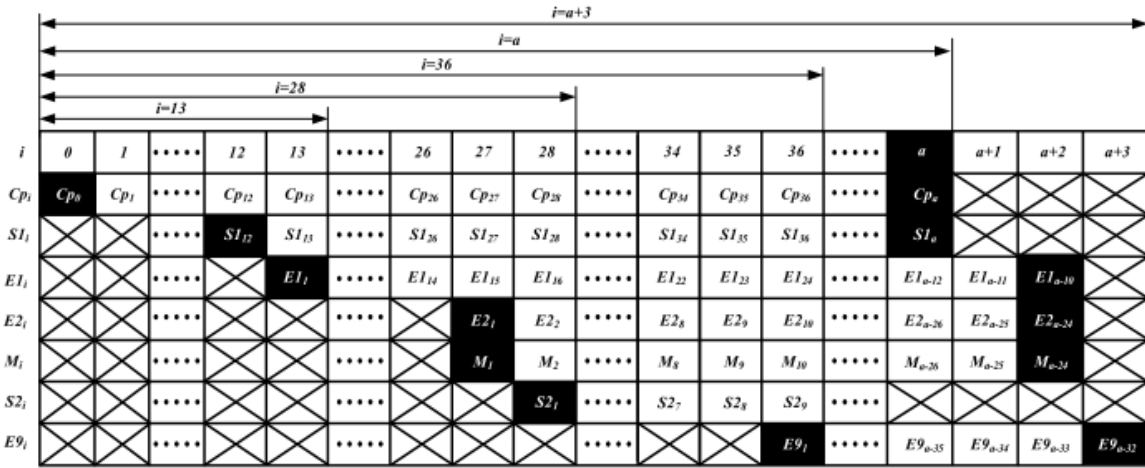 i=a+3
i=a
i=36
i=28
i=13
i 0 1 ····· 12 13 ····· 26 27 28 ····· 34 35 36 ····· a a+1 a+2 a+3
Cpᵢ Cp₀ Cp₁ ····· Cp₁₂ Cp₁₃ ····· Cp₂₆ Cp₂₇ Cp₂₈ ····· Cp₃₄ Cp₃₅ Cp₃₆ ····· Cpₐ
S1ᵢ ····· S1₁₂ S1₁₃ ····· S1₂₆ S1₂₇ S1₂₈ ····· S1₃₄ S1₃₅ S1₃₆ ····· S1ₐ
E1ᵢ ····· E1₁ ····· E1₁₄ E1₁₅ E1₁₆ ····· E1₂₂ E1₂₃ E1₂₄ ····· E1ₐ₋₁₂ E1ₐ₋₁₁ E1ₐ₋₁₀
E2ᵢ ····· ····· E2₁ E2₂ ····· E2₈ E2₉ E2₁₀ ····· E2ₐ₋₂₆ E2ₐ₋₂₅ E2ₐ₋₂₄
Mᵢ ····· ····· M₁ M₂ ····· M₈ M₉ M₁₀ ····· Mₐ₋₂₆ Mₐ₋₂₅ Mₐ₋₂₄
S2ᵢ ····· ····· S2₁ ····· S2₇ S2₈ S2₉ ·····
E9ᵢ ····· ····· ····· E9₁ ····· E9ₐ₋₃₅ E9ₐ₋₃₄ E9ₐ₋₃₃ E9ₐ₋₃₂